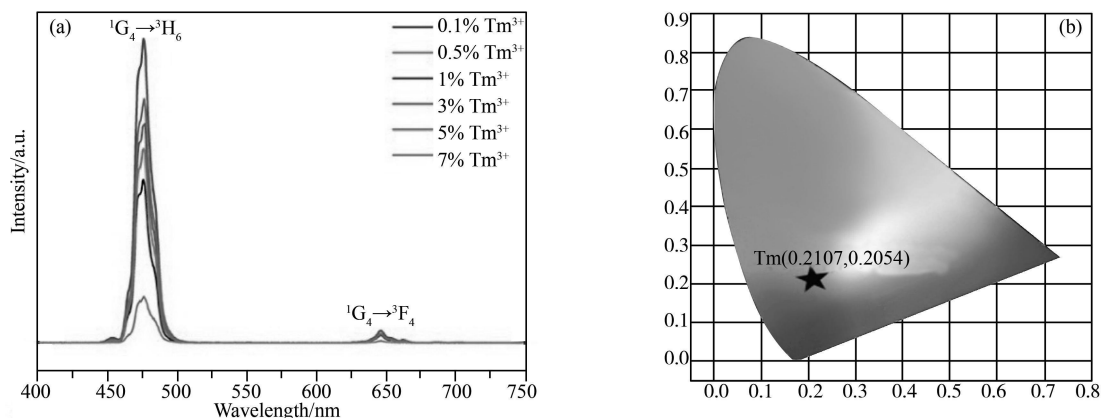 (a)
¹G₄→³H₆
0.1% Tm³⁺
0.5% Tm³⁺
1% Tm³⁺
3% Tm³⁺
5% Tm³⁺
7% Tm³⁺
Intensity/a.u.
¹G₄→³F₄
400 450 500 550 600 650 700 750
Wavelength/nm
(b)
0.9
0.8
0.7
0.6
0.5
0.4
0.3
0.2
0.1
0.0
Tm(0.2107,0.2054)
0.0 0.1 0.2 0.3 0.4 0.5 0.6 0.7 0.8